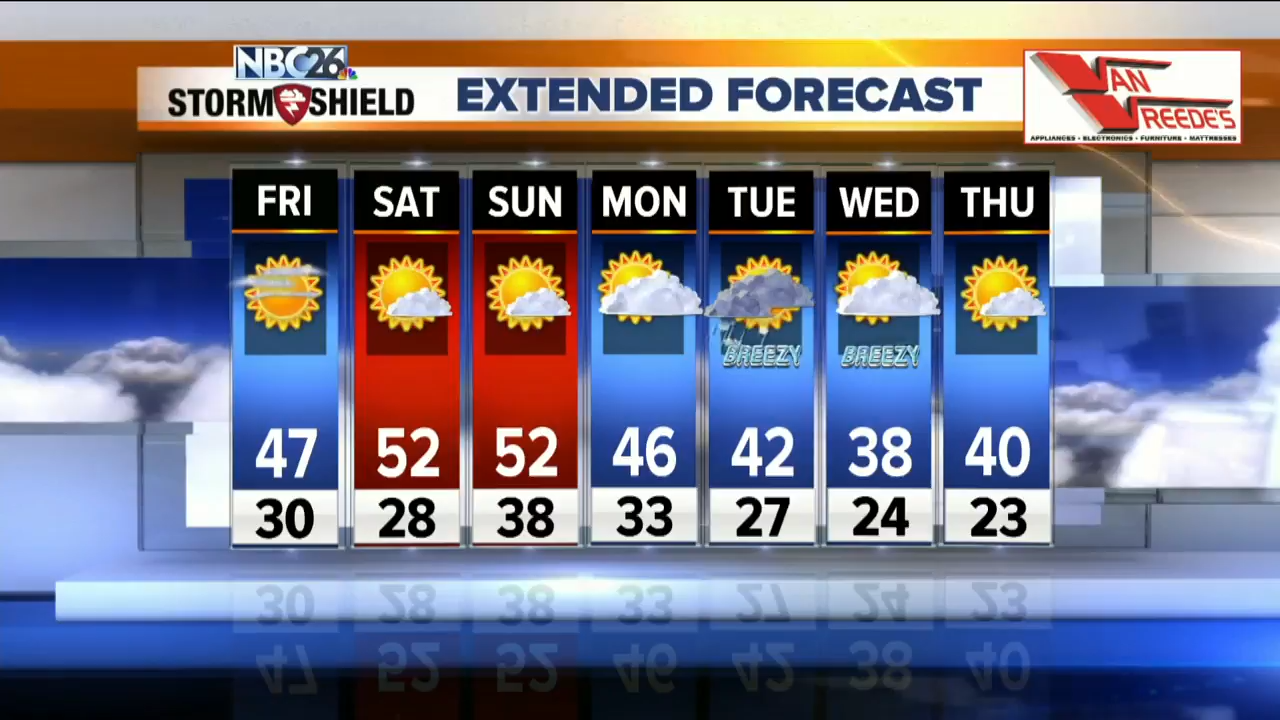 NBC26
STORM SHIELD
EXTENDED FORECAST
VAN VREEDE'S
APPLIANCES • ELECTRONICS • FURNITURE • MATTRESSES
FRI SAT SUN MON TUE WED THU
BREEZY BREEZY
47 52 52 46 42 38 40
30 28 38 33 27 24 23